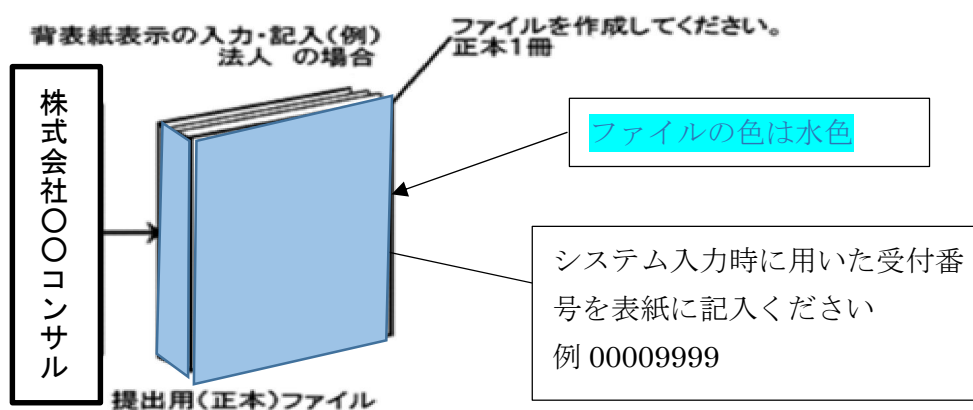 背表紙表示の入力・記入(例)
法人 の場合
ファイルを作成してください。
正本1冊
株式会社〇〇コンサル
ファイルの色は水色
システム入力時に用いた受付番
号を表紙に記入ください
例 00009999
提出用(正本)ファイル